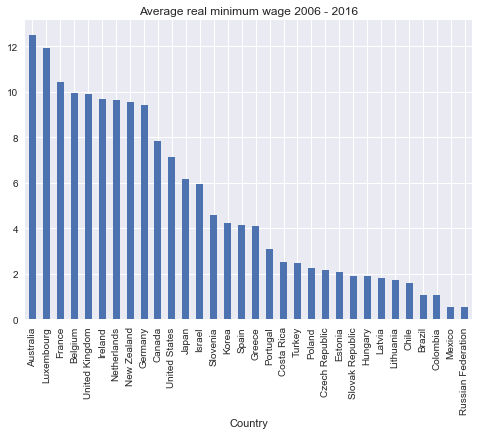 Average real minimum wage 2006 - 2016
12
10
8
6
4
2
0
Australia
Luxembourg
France
Belgium
United Kingdom
Ireland
Netherlands
New Zealand
Germany
Canada
United States
Japan
Israel
Slovenia
Korea
Spain
Greece
Portugal
Costa Rica
Turkey
Poland
Czech Republic
Estonia
Slovak Republic
Hungary
Latvia
Lithuania
Chile
Brazil
Colombia
Mexico
Russian Federation
Country